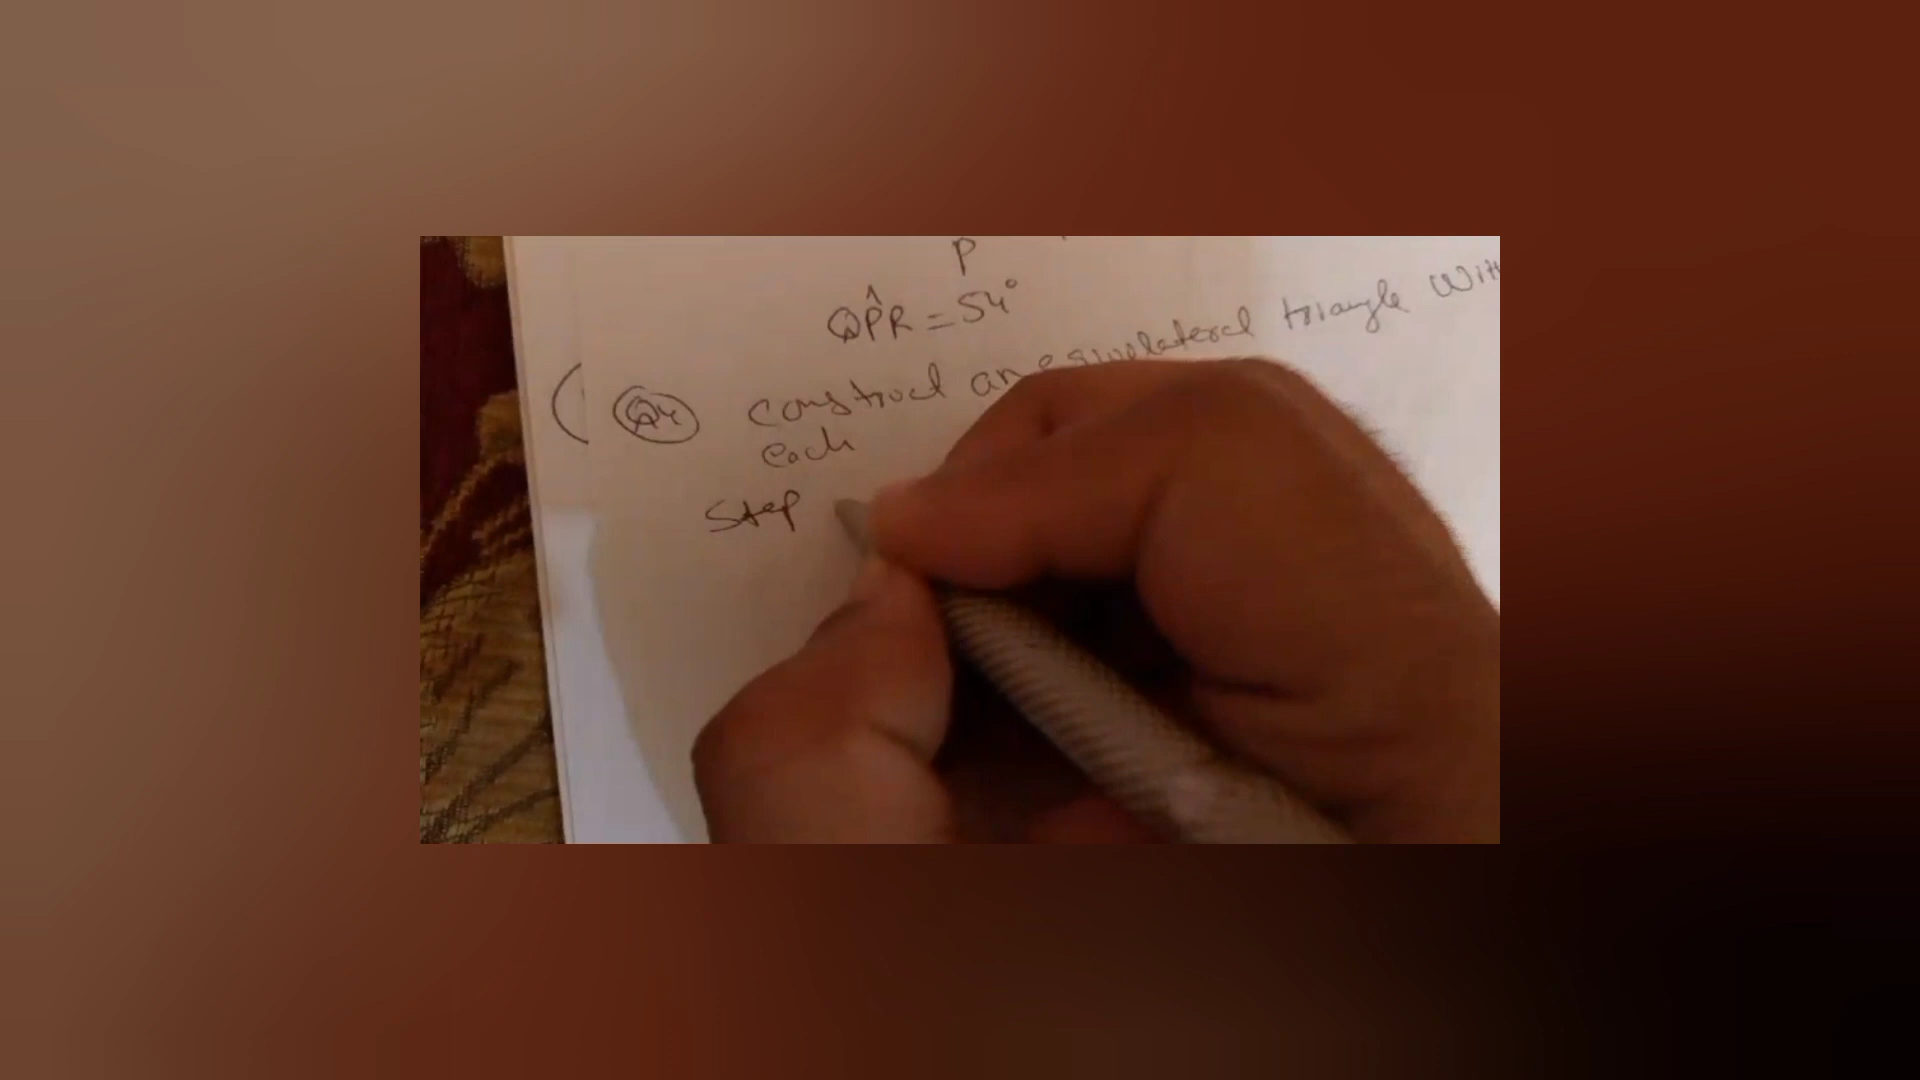 P
QP̂R = 54°
Q4 construct an equilateral triangle With
each
Step